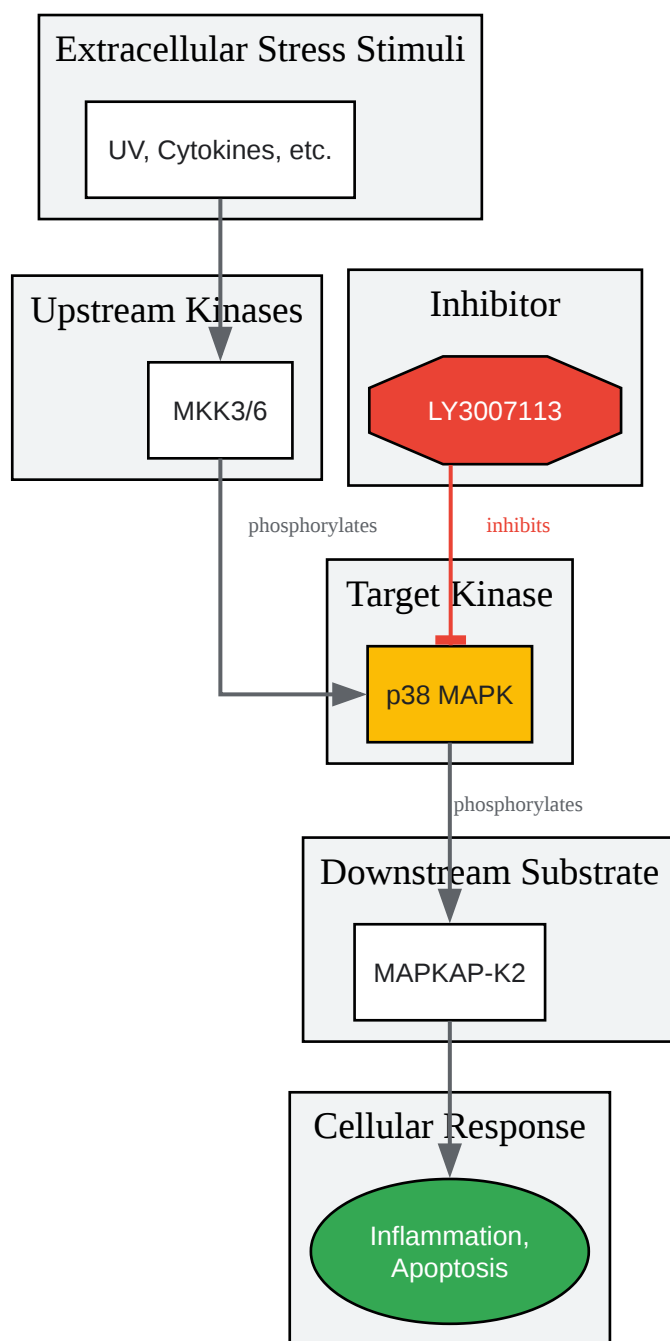 Extracellular Stress Stimuli
UV, Cytokines, etc.
Upstream Kinases
Inhibitor
MKK3/6
LY3007113
phosphorylates
inhibits
Target Kinase
p38 MAPK
phosphorylates
Downstream Substrate
MAPKAP-K2
Cellular Response
Inflammation,
Apoptosis